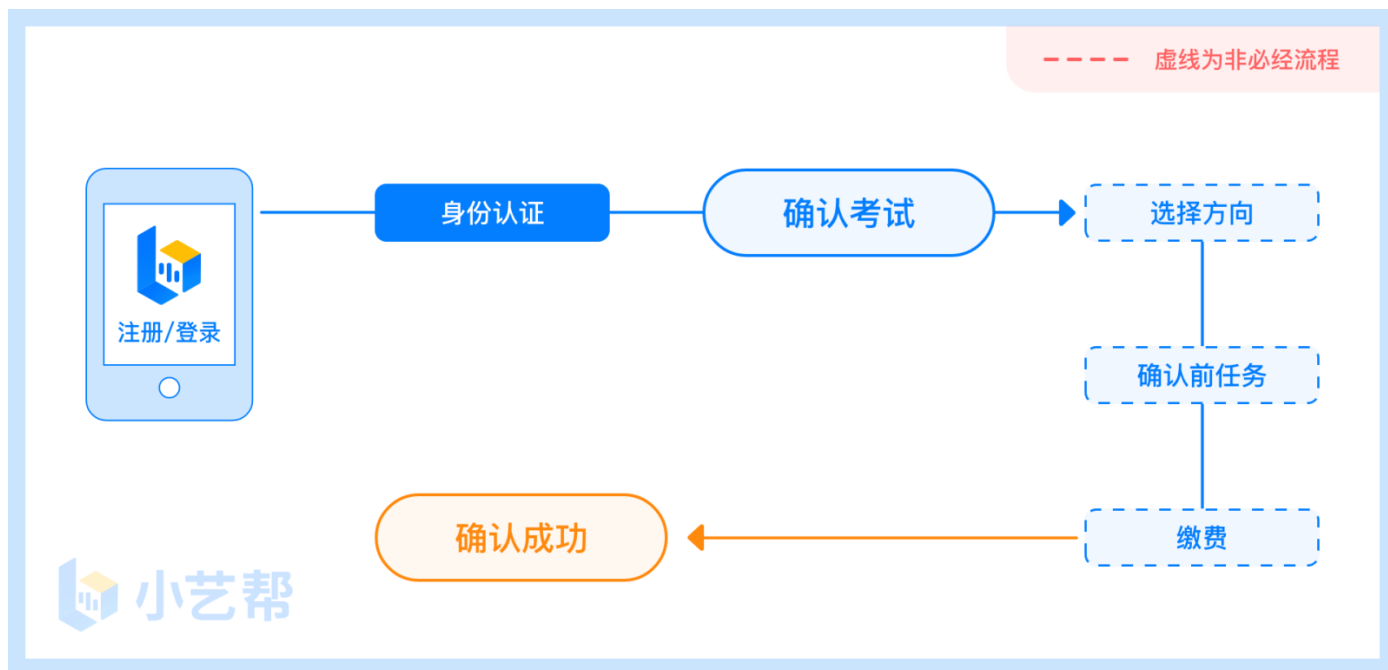 虚线为非必经流程
注册/登录
身份认证
确认考试
选择方向
确认前任务
缴费
确认成功
小艺帮